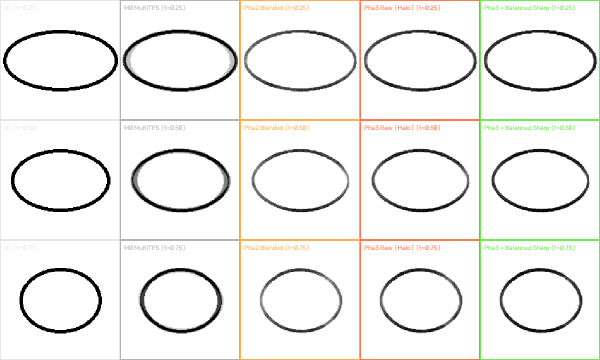 GT (t=0.25) M0 MultiTPS (t=0.25) Pha2 Blended (t=0.25) Pha3 Raw (Halo) (t=0.25) Pha3 + Balanced Sharp (t=0.25)
GT (t=0.50) M0 MultiTPS (t=0.50) Pha2 Blended (t=0.50) Pha3 Raw (Halo) (t=0.50) Pha3 + Balanced Sharp (t=0.50)
GT (t=0.75) M0 MultiTPS (t=0.75) Pha2 Blended (t=0.75) Pha3 Raw (Halo) (t=0.75) Pha3 + Balanced Sharp (t=0.75)